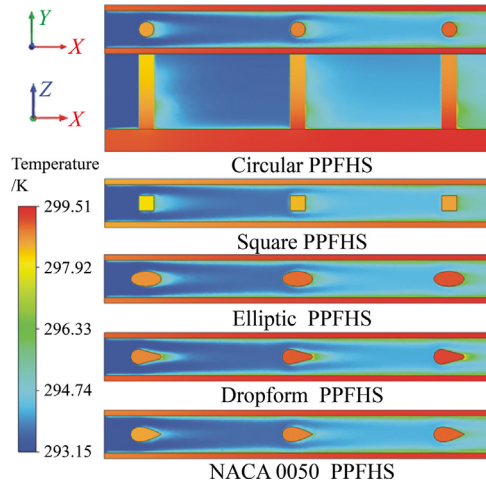 Y
X
Z
X
Circular PPFHS
Temperature
/K
299.51
297.92
296.33
294.74
293.15
Square PPFHS
Elliptic PPFHS
Dropform PPFHS
NACA 0050 PPFHS